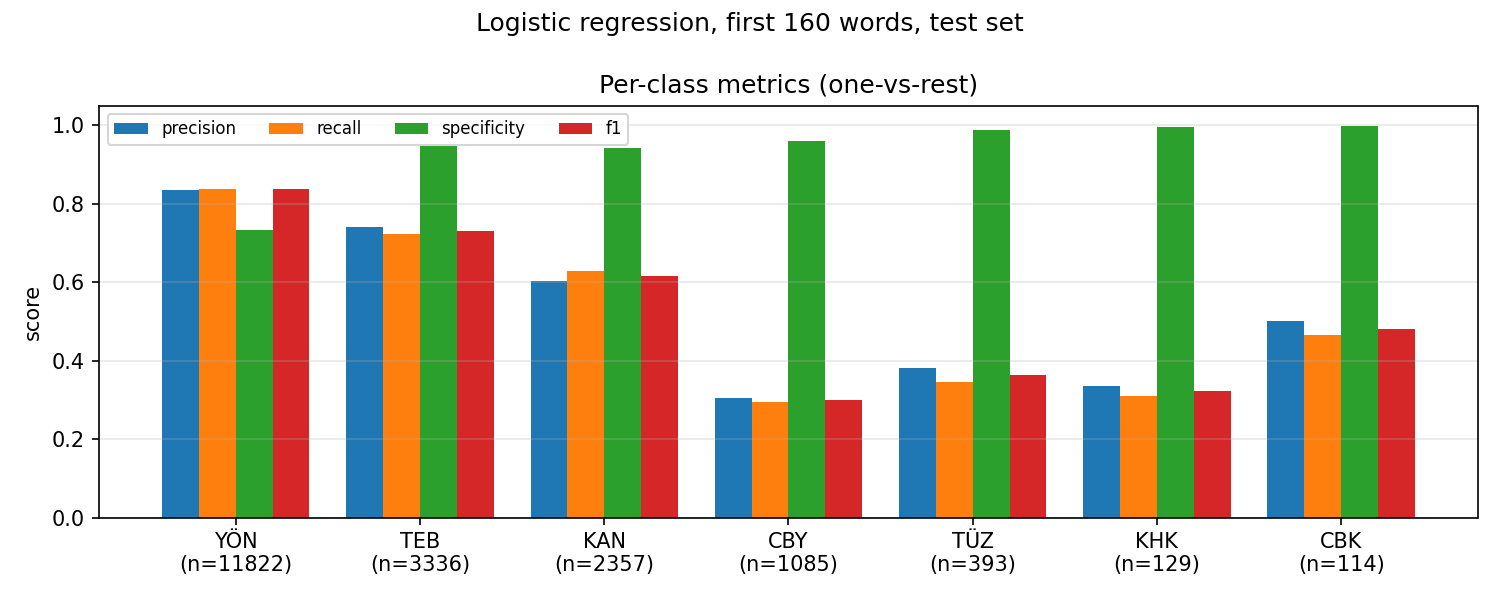 Logistic regression, first 160 words, test set
Per-class metrics (one-vs-rest)
precision recall specificity f1
score
1.0
0.8
0.6
0.4
0.2
0.0
YÖN TEB KAN CBY TÜZ KHK CBK
(n=11822) (n=3336) (n=2357) (n=1085) (n=393) (n=129) (n=114)